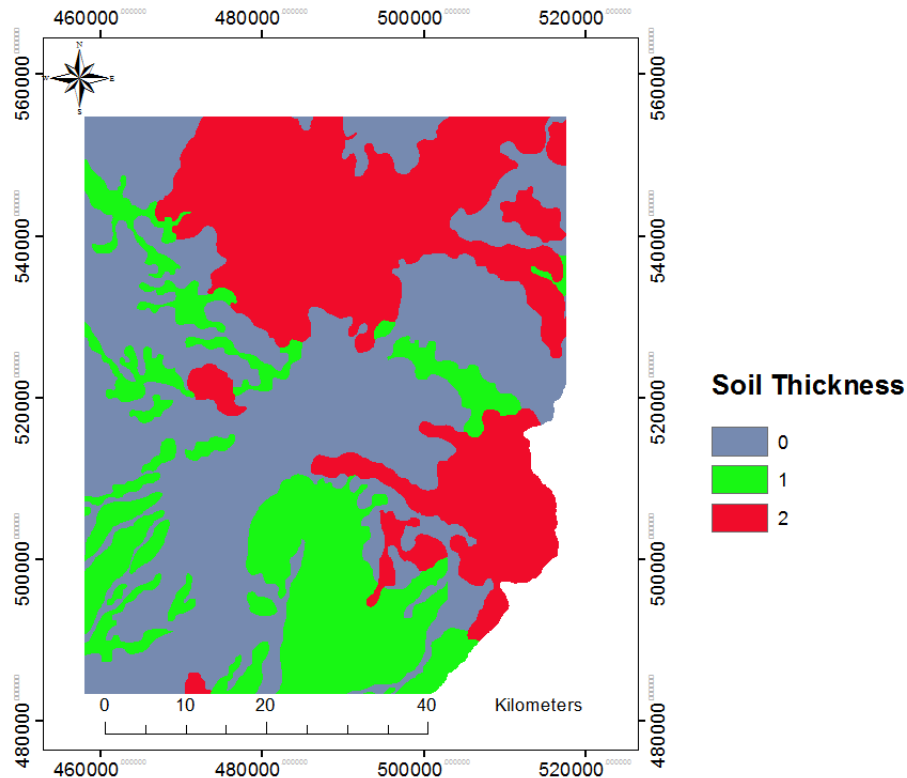 460000 480000 500000 520000
N
W E
S
560000 560000
540000 540000
520000 520000
500000 500000
480000 480000
Soil Thickness
0
1
2
0 10 20 40 Kilometers
460000 480000 500000 520000